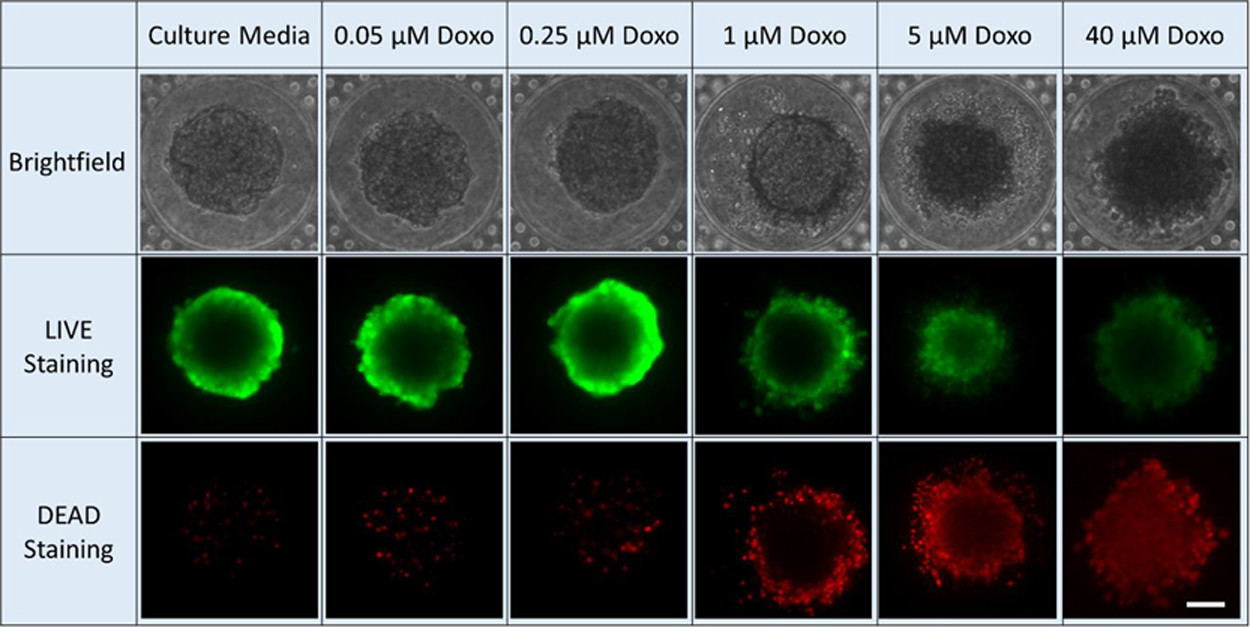 Culture Media 0.05 µM Doxo 0.25 µM Doxo 1 µM Doxo 5 µM Doxo 40 µM Doxo
Brightfield
LIVE
Staining
DEAD
Staining